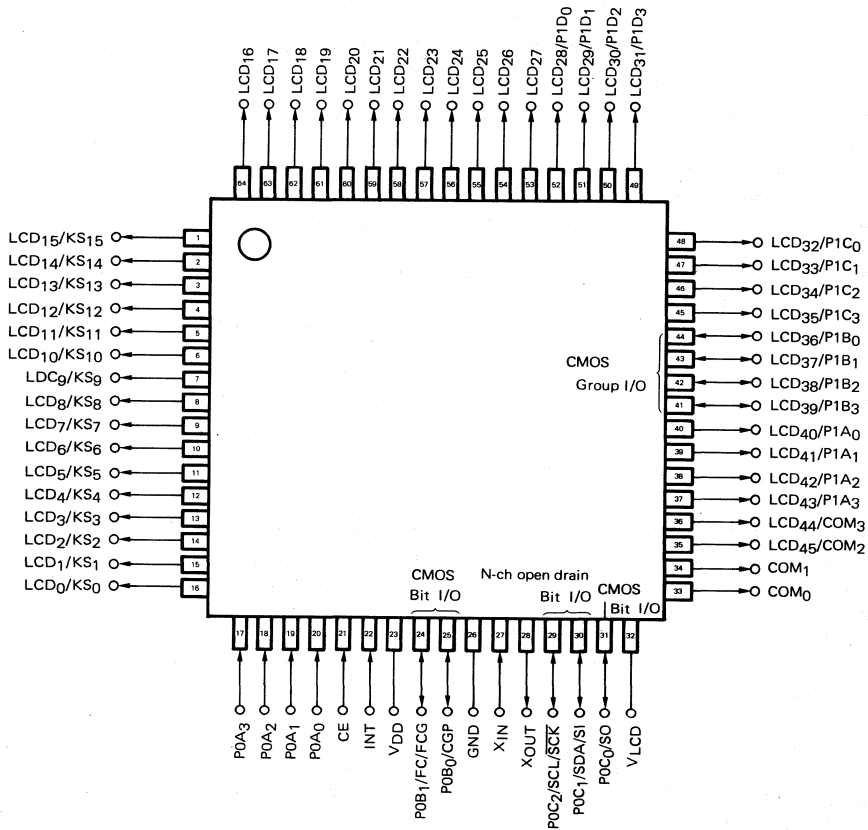 LCD16
LCD17
LCD18
LCD19
LCD20
LCD21
LCD22
LCD23
LCD24
LCD25
LCD26
LCD27
LCD28/P1D0
LCD29/P1D1
LCD30/P1D2
LCD31/P1D3
64 63 62 61 60 59 58 57 56 55 54 53 52 51 50 49
LCD15/KS15 1
LCD14/KS14 2
LCD13/KS13 3
LCD12/KS12 4
LCD11/KS11 5
LCD10/KS10 6
LDC9/KS9 7
LCD8/KS8 8
LCD7/KS7 9
LCD6/KS6 10
LCD5/KS5 11
LCD4/KS4 12
LCD3/KS3 13
LCD2/KS2 14
LCD1/KS1 15
LCD0/KS0 16
48 LCD32/P1C0
47 LCD33/P1C1
46 LCD34/P1C2
45 LCD35/P1C3
44 LCD36/P1B0
43 LCD37/P1B1
42 LCD38/P1B2
41 LCD39/P1B3
40 LCD40/P1A0
39 LCD41/P1A1
38 LCD42/P1A2
37 LCD43/P1A3
36 LCD44/COM3
35 LCD45/COM2
34 COM1
33 COM0
CMOS
Group I/O
CMOS
Bit I/O
N-ch open drain
Bit I/O
CMOS
Bit I/O
17 18 19 20 21 22 23 24 25 26 27 28 29 30 31 32
P0A3
P0A2
P0A1
P0A0
CE
INT
VDD
P0B1/FC/FCG
P0B0/CGP
GND
XIN
XOUT
P0C2/SCL/S̅C̅K̅
P0C1/SDA/SI
P0C0/SO
VLCD